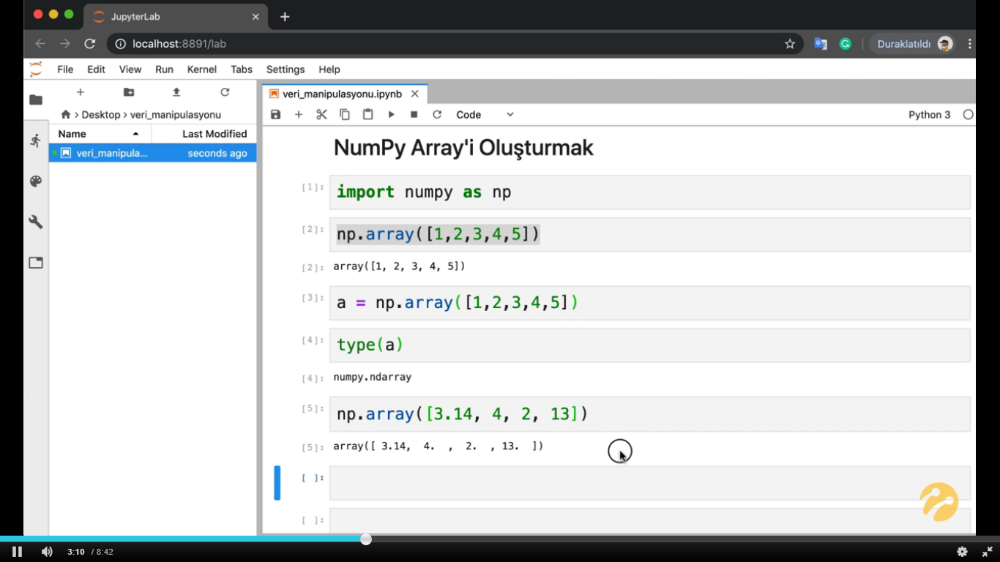 JupyterLab
localhost:8891/lab
Duraklatıldı
File Edit View Run Kernel Tabs Settings Help
veri_manipulasyonu.ipynb
Desktop > veri_manipulasyonu
Code
Python 3
Name Last Modified
veri_manipula... seconds ago
NumPy Array'i Oluşturmak
[1]: import numpy as np
[2]: np.array([1,2,3,4,5])
[2]: array([1, 2, 3, 4, 5])
[3]: a = np.array([1,2,3,4,5])
[4]: type(a)
[4]: numpy.ndarray
[5]: np.array([3.14, 4, 2, 13])
[5]: array([ 3.14,  4.  ,  2.  , 13.  ])
[ ]:
[ ]:
3:10 / 8:42